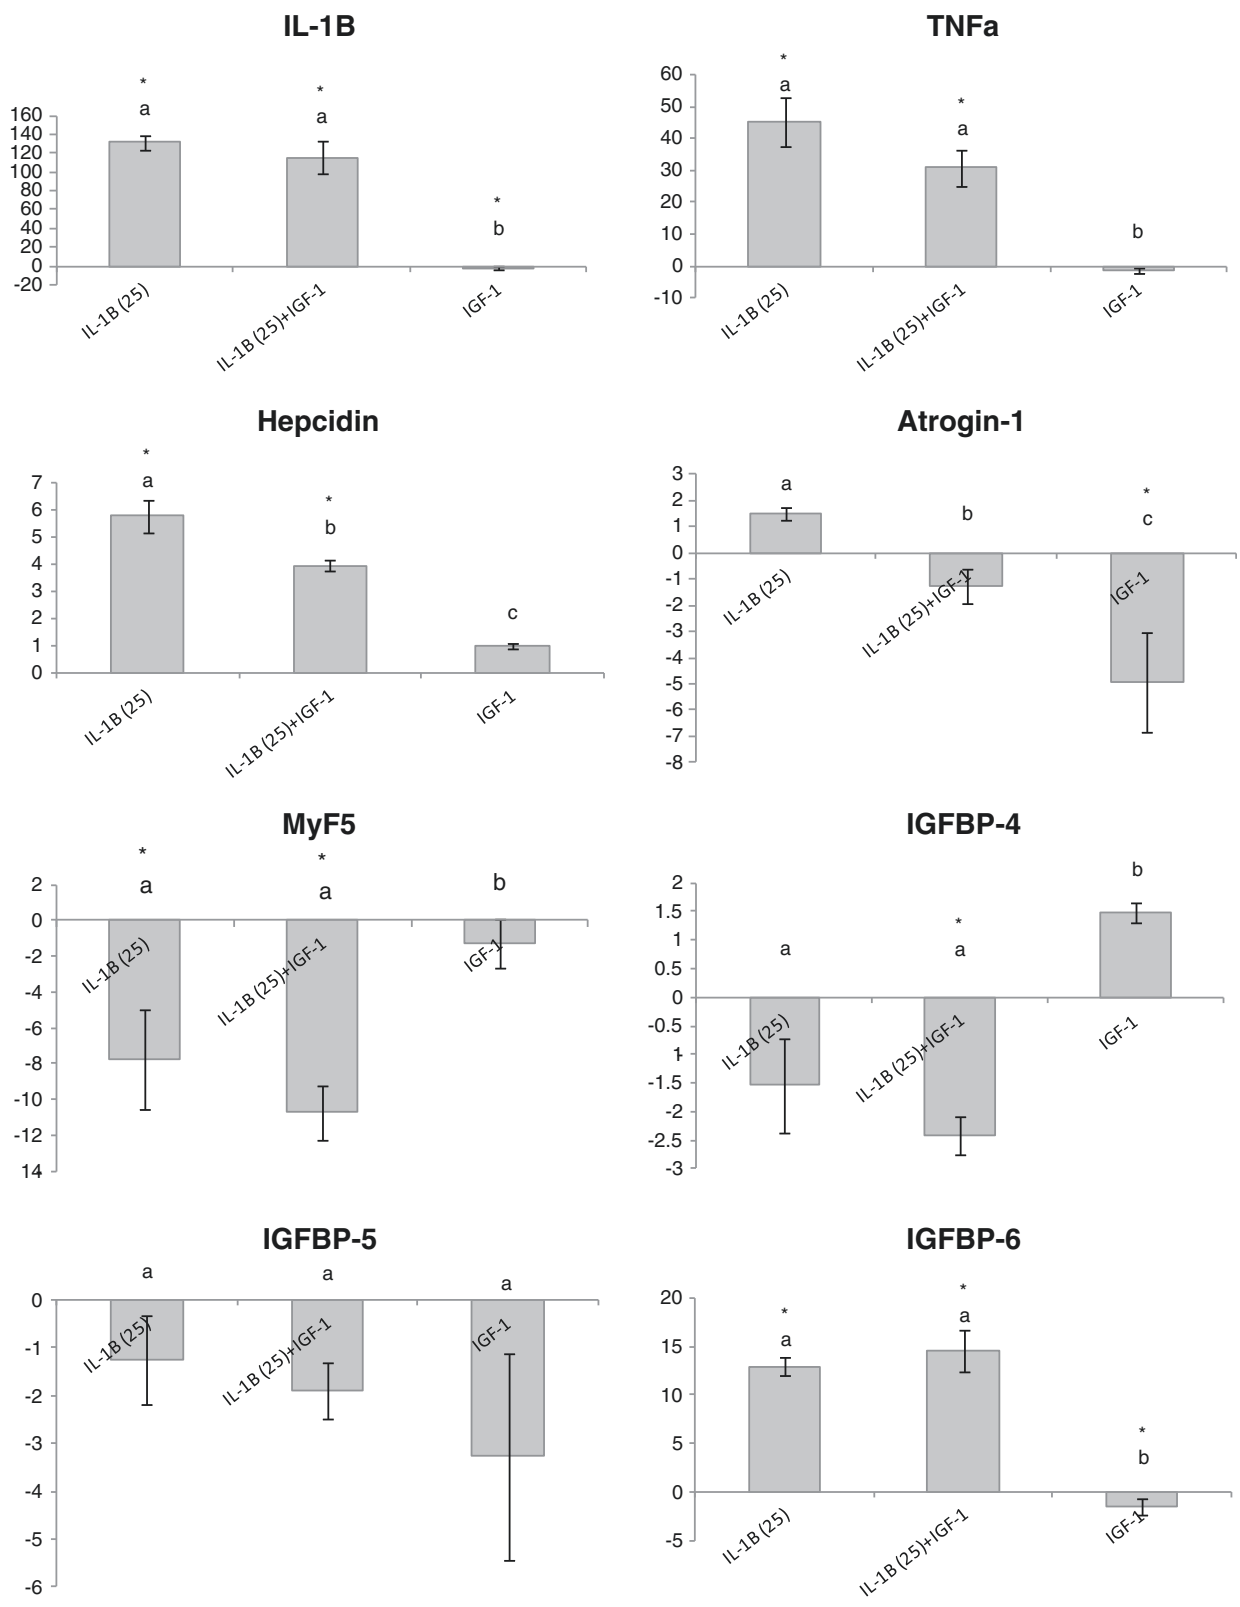 IL-1B
*
a
*
a
*
b
160
140
120
100
80
60
40
20
0
-20
IL-1B (25)
IL-1B (25)+IGF-1
IGF-1
TNFa
*
a
*
a
b
60
50
40
30
20
10
0
-10
IL-1B (25)
IL-1B (25)+IGF-1
IGF-1
Hepcidin
*
a
*
b
c
7
6
5
4
3
2
1
0
IL-1B (25)
IL-1B (25)+IGF-1
IGF-1
Atrogin-1
a
b
*
c
3
2
1
0
-1
-2
-3
-4
-5
-6
-7
-8
IL-1B (25)
IL-1B (25)+IGF-1
IGF-1
MyF5
*
a
*
a
b
2
0
-2
-4
-6
-8
-10
-12
14
IL-1B (25)
IL-1B (25)+IGF-1
IGF-1
IGFBP-4
a
*
a
b
2
1.5
1
0.5
0
-0.5
1
-1.5
-2
-2.5
-3
IL-1B (25)
IL-1B (25)+IGF-1
IGF-1
IGFBP-5
a
a
a
0
-1
-2
-3
-4
-5
-6
IL-1B (25)
IL-1B (25)+IGF-1
IGF-1
IGFBP-6
*
a
*
a
*
b
20
15
10
5
0
-5
IL-1B (25)
IL-1B (25)+IGF-1
IGF-1